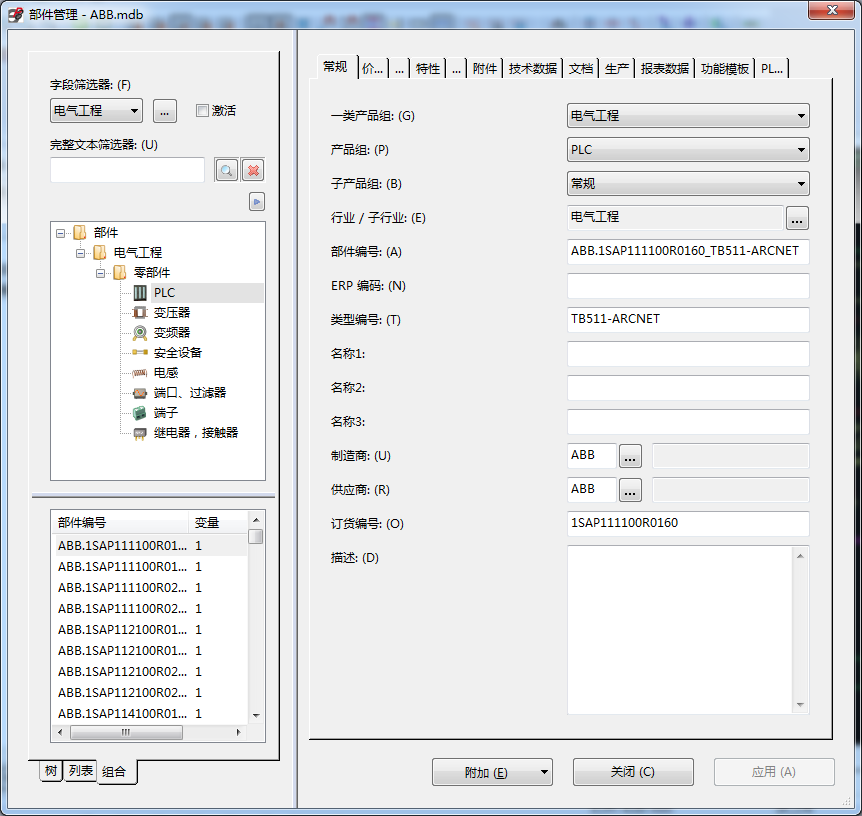 部件管理 - ABB.mdb
字段筛选器: (F)
电气工程
...
激活
完整文本筛选器: (U)
部件
电气工程
零部件
PLC
变压器
变频器
安全设备
电感
端口、过滤器
端子
继电器，接触器
部件编号 变量
ABB.1SAP111100R01... 1
ABB.1SAP111100R01... 1
ABB.1SAP111100R02... 1
ABB.1SAP111100R02... 1
ABB.1SAP112100R01... 1
ABB.1SAP112100R01... 1
ABB.1SAP112100R02... 1
ABB.1SAP112100R02... 1
ABB.1SAP114100R01... 1
树 列表 组合
常规 价... ... 特性 ... 附件 技术数据 文档 生产 报表数据 功能模板 PL...
一类产品组: (G) 电气工程
产品组: (P) PLC
子产品组: (B) 常规
行业 / 子行业: (E) 电气工程 ...
部件编号: (A) ABB.1SAP111100R0160_TB511-ARCNET
ERP 编码: (N)
类型编号: (T) TB511-ARCNET
名称1:
名称2:
名称3:
制造商: (U) ABB ...
供应商: (R) ABB ...
订货编号: (O) 1SAP111100R0160
描述: (D)
附加 (E) 关闭 (C) 应用 (A)